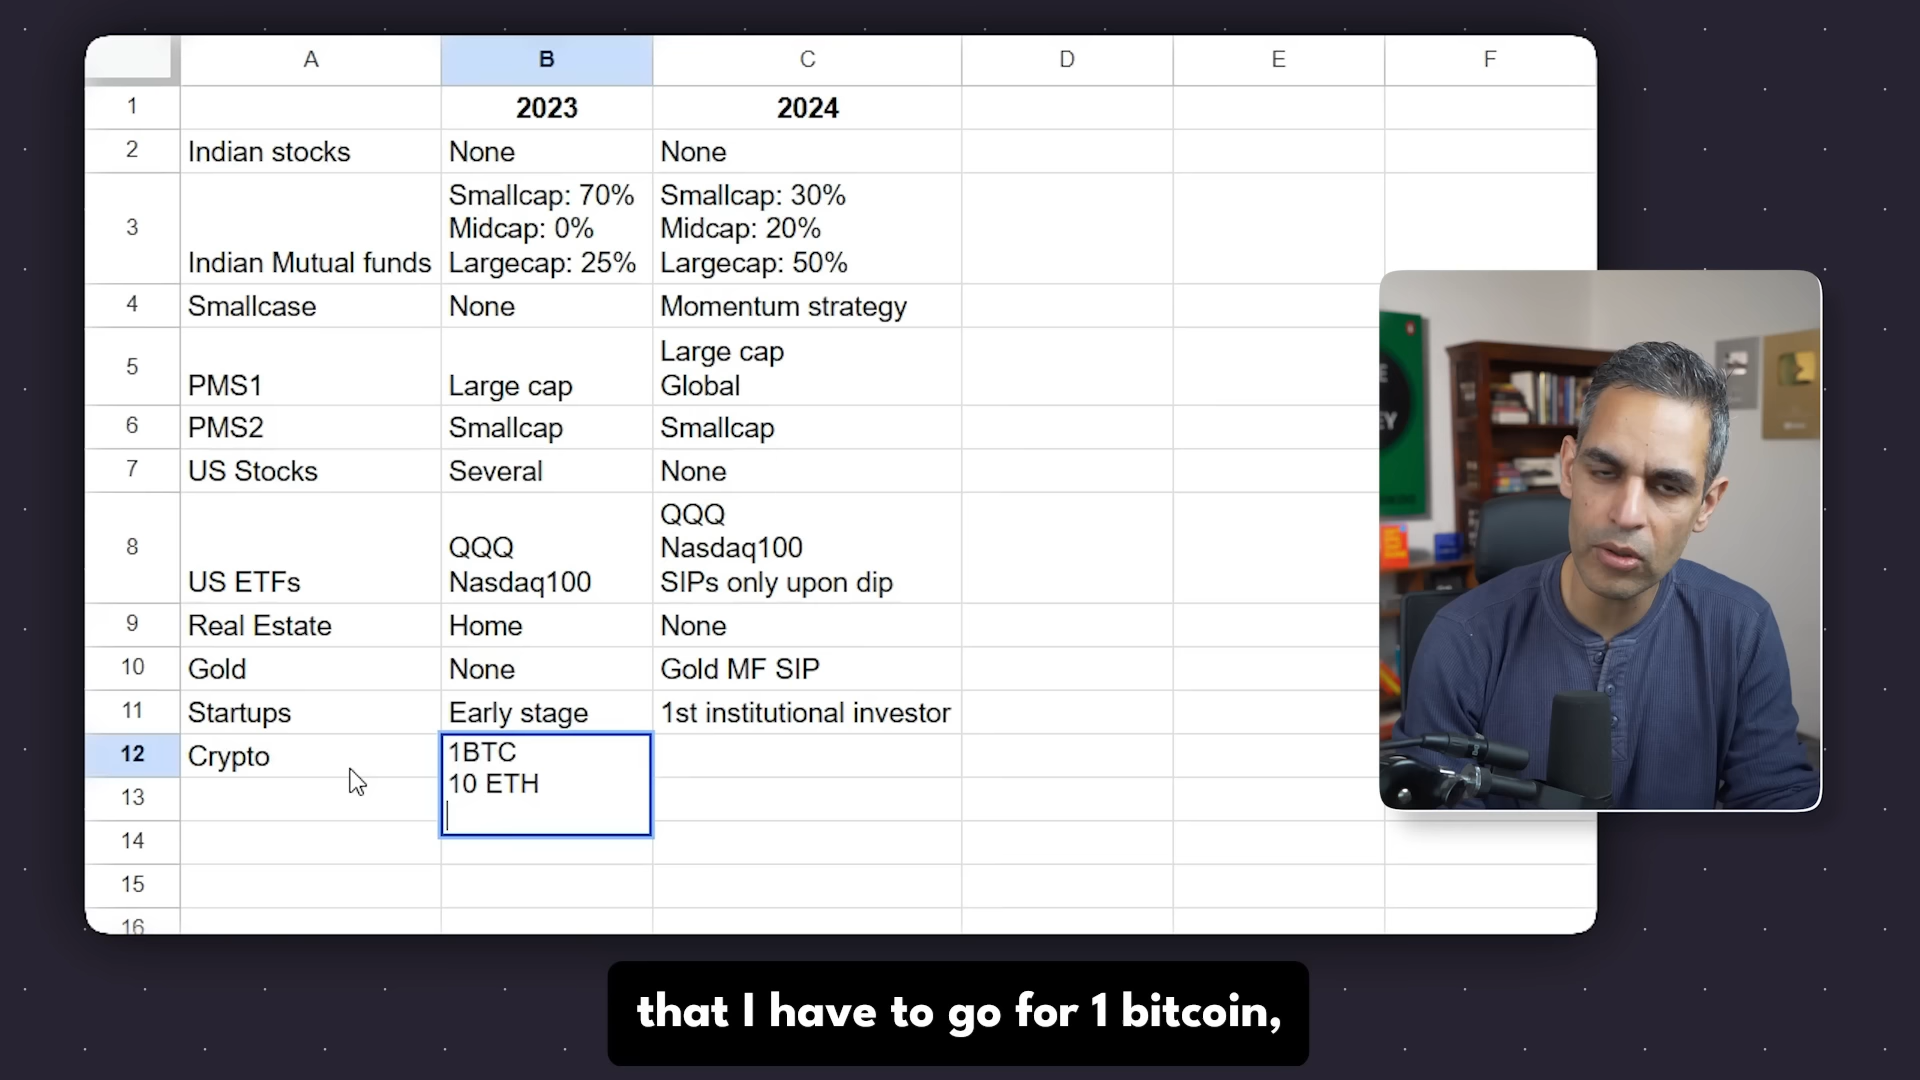 A B C D E F
1 2023 2024
2 Indian stocks None None
Smallcap: 70% Smallcap: 30%
3 Midcap: 0% Midcap: 20%
Indian Mutual funds Largecap: 25% Largecap: 50%
4 Smallcase None Momentum strategy
Large cap
5 PMS1 Large cap Global
6 PMS2 Smallcap Smallcap
7 US Stocks Several None
QQQ
8 QQQ Nasdaq100
US ETFs Nasdaq100 SIPs only upon dip
9 Real Estate Home None
10 Gold None Gold MF SIP
11 Startups Early stage 1st institutional investor
12 Crypto 1BTC
13 10 ETH
14
15
16
that I have to go for 1 bitcoin,